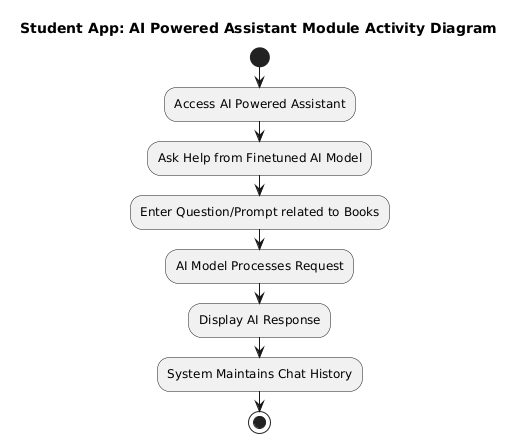 Student App: AI Powered Assistant Module Activity Diagram
Access AI Powered Assistant
Ask Help from Finetuned AI Model
Enter Question/Prompt related to Books
AI Model Processes Request
Display AI Response
System Maintains Chat History